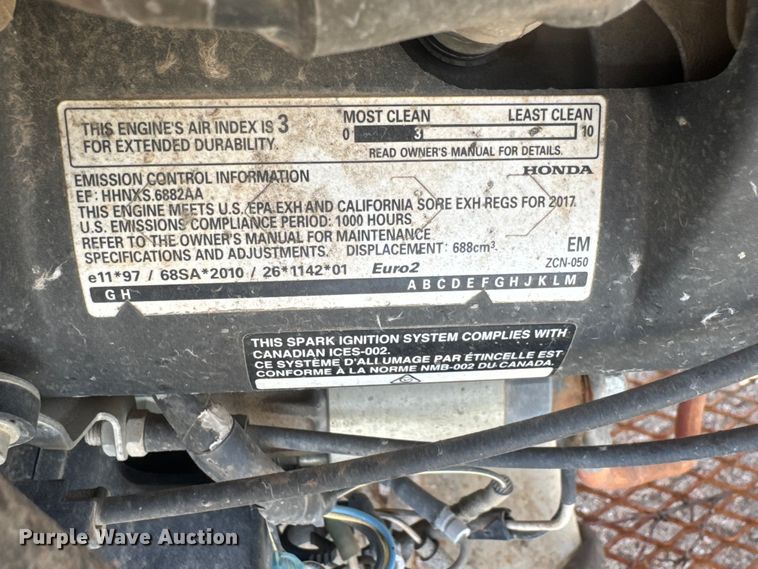 THIS ENGINE'S AIR INDEX IS 3
FOR EXTENDED DURABILITY.
MOST CLEAN LEAST CLEAN
0 3 10
READ OWNER'S MANUAL FOR DETAILS.
HONDA
EMISSION CONTROL INFORMATION
EF: HHNXS.6882AA
THIS ENGINE MEETS U.S. EPA EXH AND CALIFORNIA SORE EXH REGS FOR 2017.
U.S. EMISSIONS COMPLIANCE PERIOD: 1000 HOURS
REFER TO THE OWNER'S MANUAL FOR MAINTENANCE
SPECIFICATIONS AND ADJUSTMENTS. DISPLACEMENT: 688cm³. EM
e11*97 / 68SA*2010 / 26*1142*01 Euro2 ZCN-050
G H A B C D E F G H J K L M
THIS SPARK IGNITION SYSTEM COMPLIES WITH
CANADIAN ICES-002.
CE SYSTÈME D'ALLUMAGE PAR ÉTINCELLE EST
CONFORME À LA NORME NMB-002 DU CANADA.
Purple Wave Auction